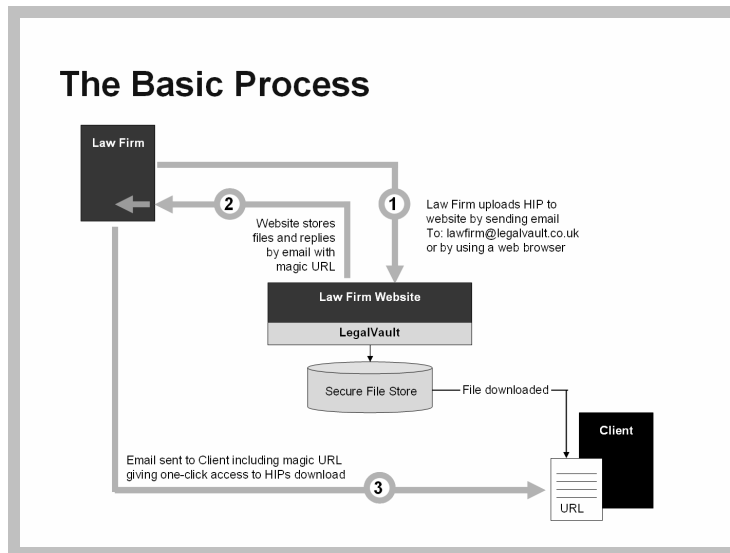 The Basic Process
Law Firm
2
1
Law Firm uploads HIP to
website by sending email
To: lawfirm@legalvault.co.uk
or by using a web browser
Website stores
files and replies
by email with
magic URL
Law Firm Website
LegalVault
Secure File Store
File downloaded
Client
Email sent to Client including magic URL
giving one-click access to HIPs download
3
URL